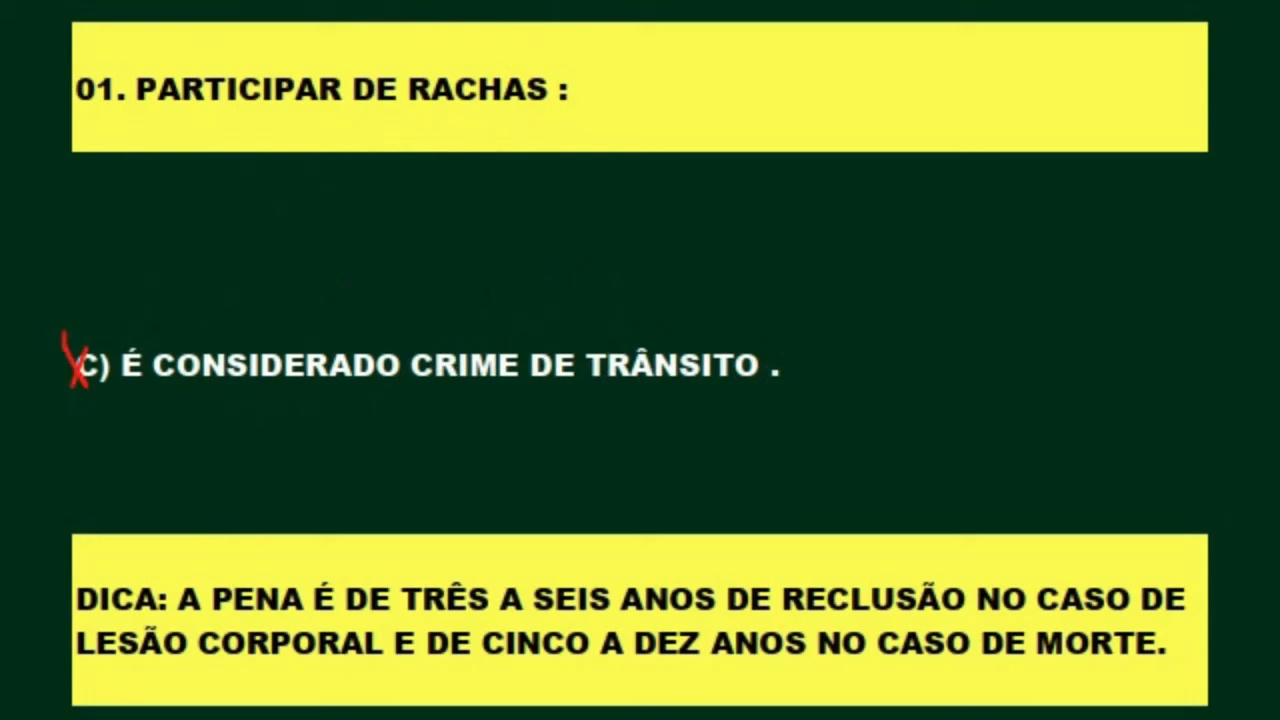 01. PARTICIPAR DE RACHAS :
C) É CONSIDERADO CRIME DE TRÂNSITO .
DICA: A PENA É DE TRÊS A SEIS ANOS DE RECLUSÃO NO CASO DE
LESÃO CORPORAL E DE CINCO A DEZ ANOS NO CASO DE MORTE.